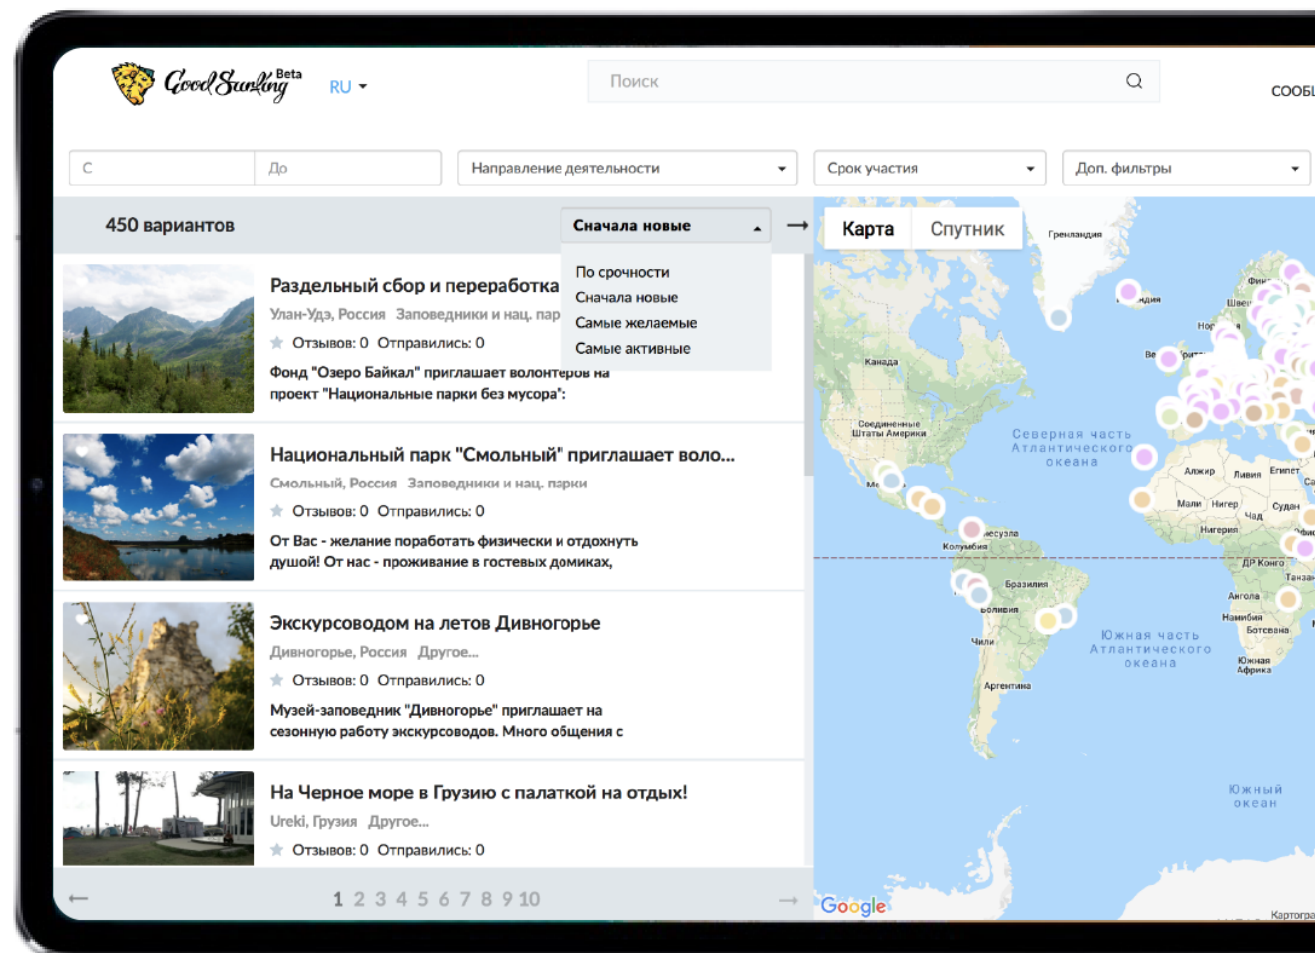 GoodSurfing Beta
RU
Поиск
СООБЩ
С
До
Направление деятельности
Срок участия
Доп. фильтры
450 вариантов
Сначала новые
По срочности
Сначала новые
Самые желаемые
Самые активные
Раздельный сбор и переработка
Улан-Удэ, Россия Заповедники и нац. пар
Отзывов: 0 Отправились: 0
Фонд "Озеро Байкал" приглашает волонтеров на
проект "Национальные парки без мусора":
Национальный парк "Смольный" приглашает воло...
Смольный, Россия Заповедники и нац. парки
Отзывов: 0 Отправились: 0
От Вас - желание поработать физически и отдохнуть
душой! От нас - проживание в гостевых домиках,
Экскурсоводом на летов Дивногорье
Дивногорье, Россия Другое...
Отзывов: 0 Отправились: 0
Музей-заповедник "Дивногорье" приглашает на
сезонную работу экскурсоводов. Много общения с
На Черное море в Грузию с палаткой на отдых!
Ureki, Грузия Другое...
Отзывов: 0 Отправились: 0
1 2 3 4 5 6 7 8 9 10
Карта
Спутник
Гренландия
Канада
Соединенные
Штаты Америки
Северная часть
Атлантического
океана
Алжир
Ливия
Египет
Мали
Нигер
Чад
Судан
Нигерия
Колумбия
ДР Конго
Бразилия
Ангола
Боливия
Намибия
Ботсвана
Чили
Южная часть
Атлантического
океана
Южная
Африка
Аргентина
Южный
океан
Google
Картогра